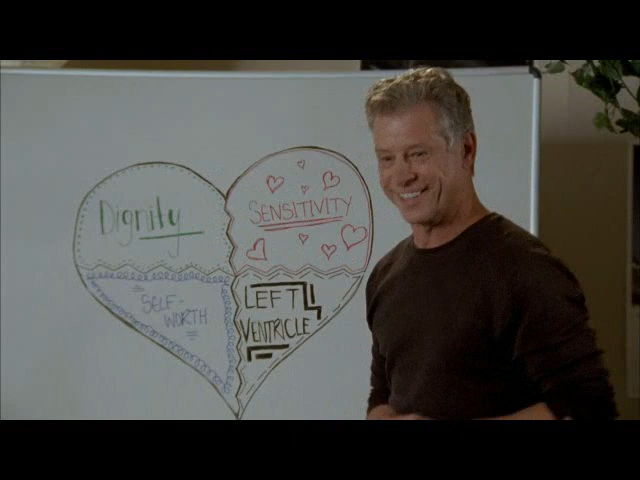 Dignity
SENSITIVITY
SELF-
WORTH
LEFT
VENTRICLE